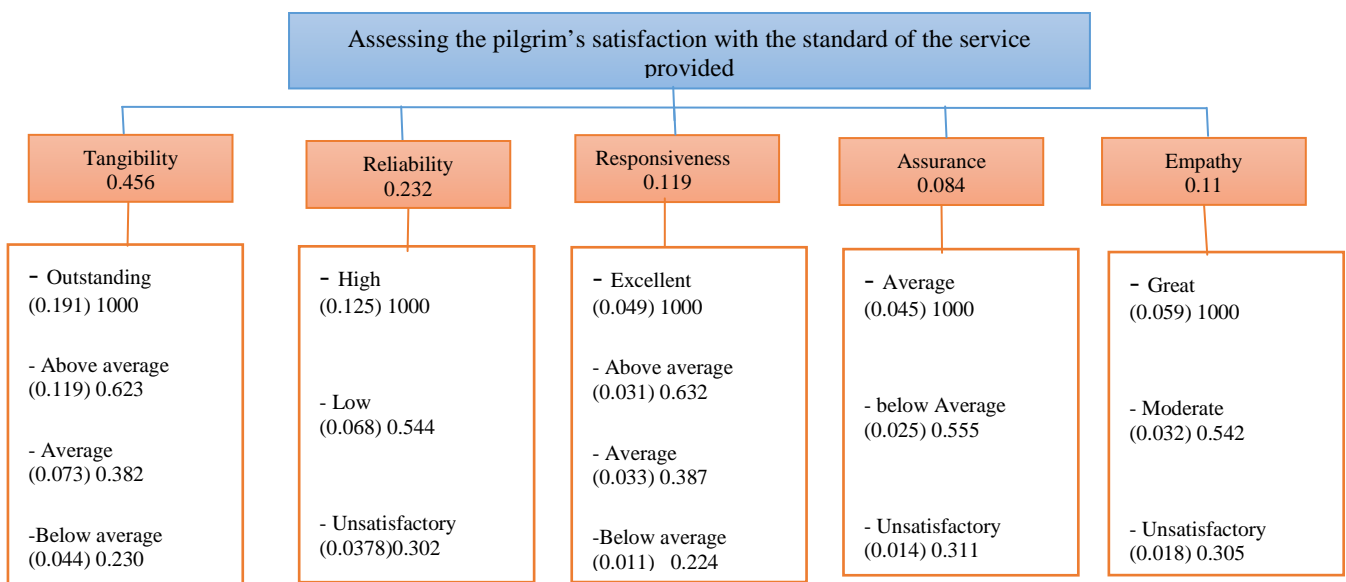 Assessing the pilgrim's satisfaction with the standard of the service
provided
Tangibility
0.456
Reliability
0.232
Responsiveness
0.119
Assurance
0.084
Empathy
0.11
- Outstanding
(0.191) 1000
- Above average
(0.119) 0.623
- Average
(0.073) 0.382
-Below average
(0.044) 0.230
- High
(0.125) 1000
- Low
(0.068) 0.544
- Unsatisfactory
(0.0378)0.302
- Excellent
(0.049) 1000
- Above average
(0.031) 0.632
- Average
(0.033) 0.387
-Below average
(0.011) 0.224
- Average
(0.045) 1000
- below Average
(0.025) 0.555
- Unsatisfactory
(0.014) 0.311
- Great
(0.059) 1000
- Moderate
(0.032) 0.542
- Unsatisfactory
(0.018) 0.305